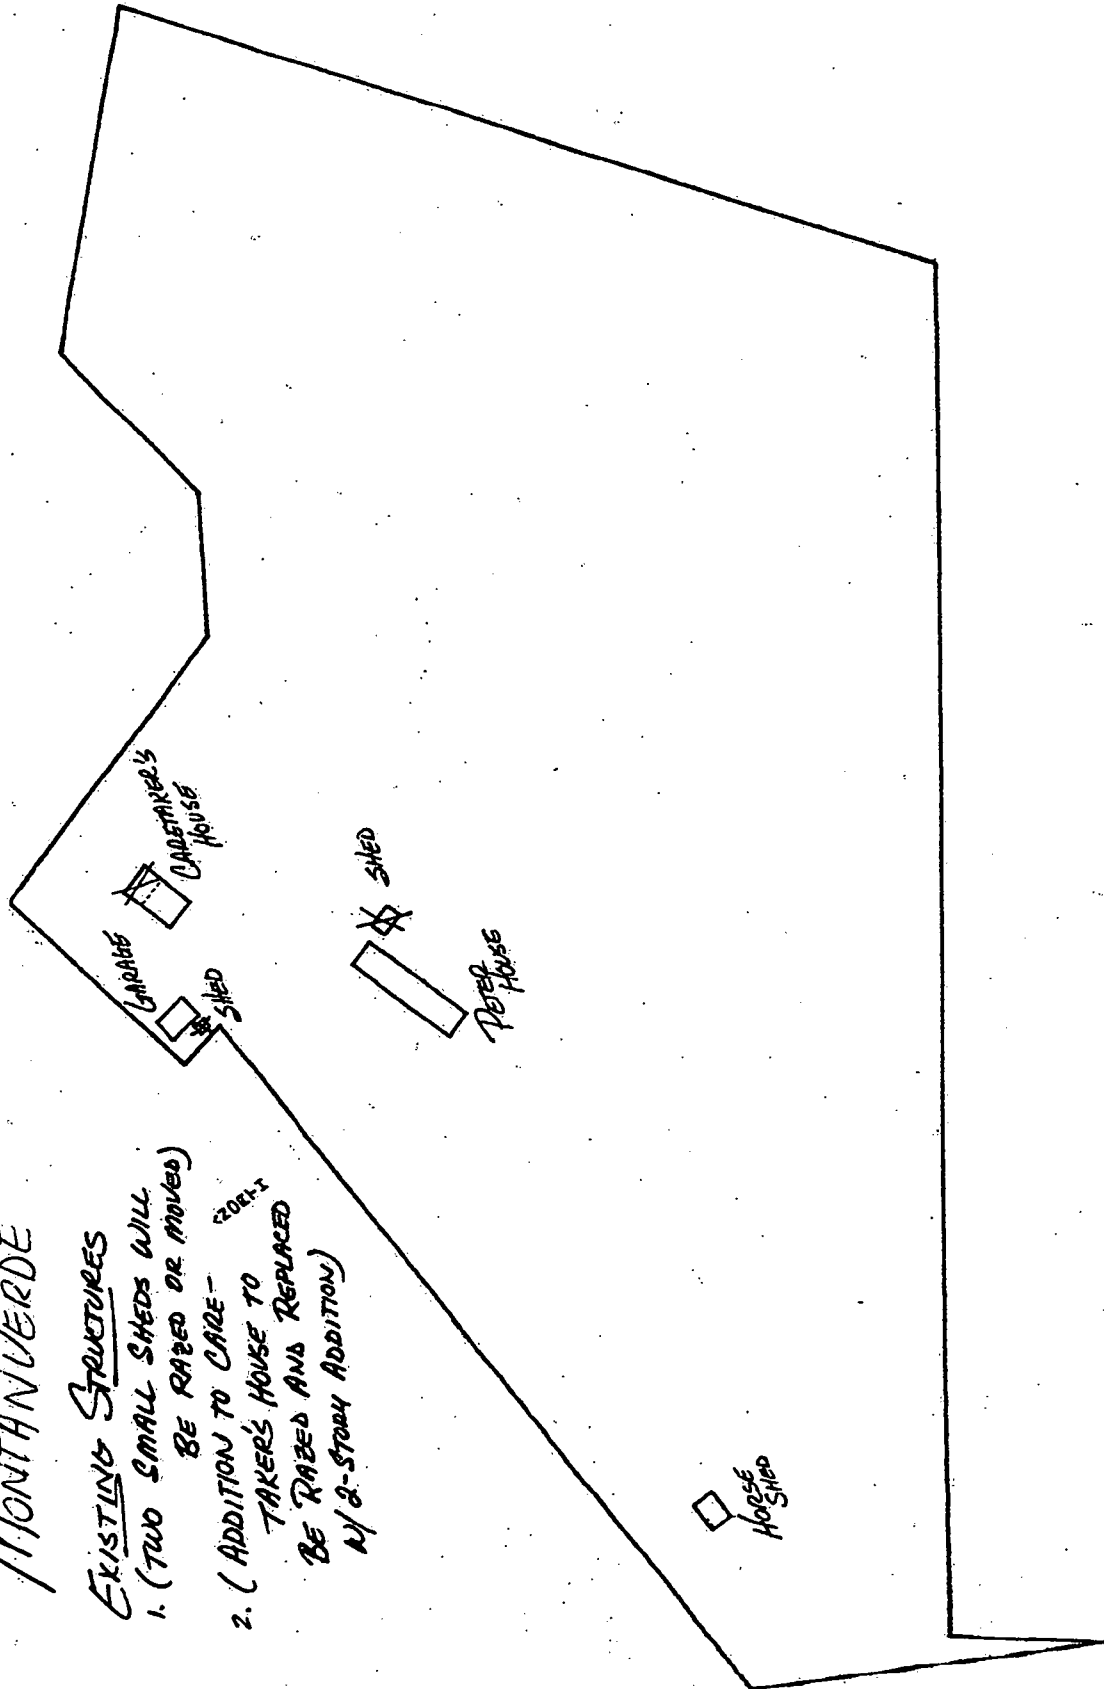 MONTANVERDE
EXISTING STRUCTURES
1. (TWO SMALL SHEDS WILL
BE RAZED OR MOVED)
2. (ADDITION TO CARE-
TAKER'S HOUSE TO
BE RAZED AND REPLACED
W/ 2-STORY ADDITION)
GARAGE
SHED
CARETAKER'S
HOUSE
SHED
PETER
HOUSE
HORSE
SHED